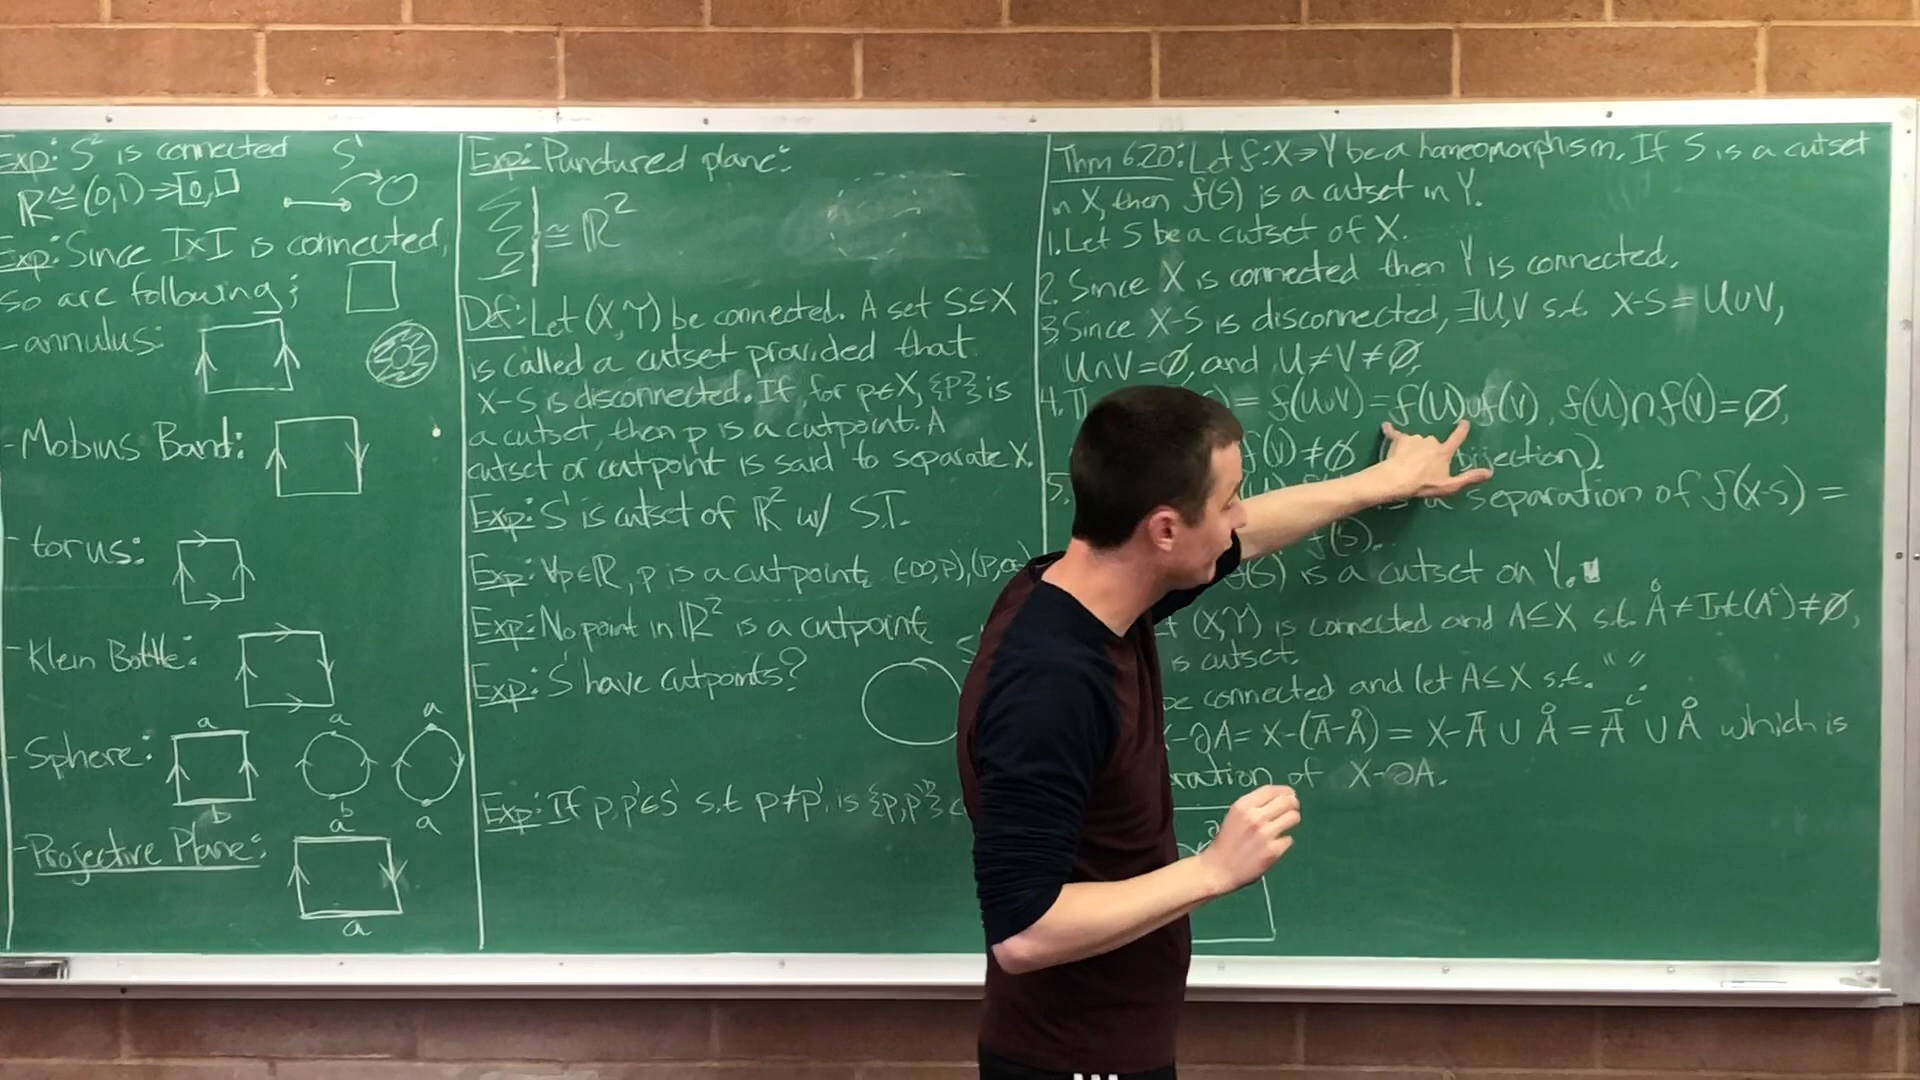 Exp: S² is connected S¹
ℝ≅(0,1)→[0,1]
Exp: Since I×I is connected,
so are following:
- annulus:
- Mobius Band:
- torus:
- Klein Bottle:
a a a
- Sphere:
b b a
a
- Projective Plane:
a
Exp: Punctured plane:
≅ ℝ²
Def: Let (X,Υ) be connected. A set S⊆X
is called a cutset provided that
X-S is disconnected. If, for p∈X, {p} is
a cutset, then p is a cutpoint. A
cutset or cutpoint is said to separate X.
Exp: S¹ is cutset of ℝ² w/ S.T.
Exp: ∀p∈ℝ, p is a cutpoint (-∞,p),(p,∞
Exp: No point in ℝ² is a cutpoint
Exp: S¹ have cutpoints?
Exp: If p,p'∈S¹ s.t p≠p', is {p,p'}
Thm 6.20: Let f:X→Y be a homeomorphism. If S is a cutset
in X, then f(S) is a cutset in Y.
1. Let S be a cutset of X.
2. Since X is connected then Y is connected.
3. Since X-S is disconnected, ∃U,V s.t. X-S = U∪V,
U∩V=∅, and U≠V≠∅.
4. = f(U∪V) = f(U)∪f(V), f(U)∩f(V)=∅,
f(V)≠∅ bijection).
5. is a separation of f(X-S) =
f(S).
f(S) is a cutset on Y.
(X,Υ) is connected and A⊆X s.t. Å≠Int(Aᶜ)≠∅,
is cutset.
be connected and let A⊆X s.t. " "
X-∂A = X-(Ā-Å) = X-Ā ∪ Å = Āᶜ ∪ Å which is
of X-∂A.